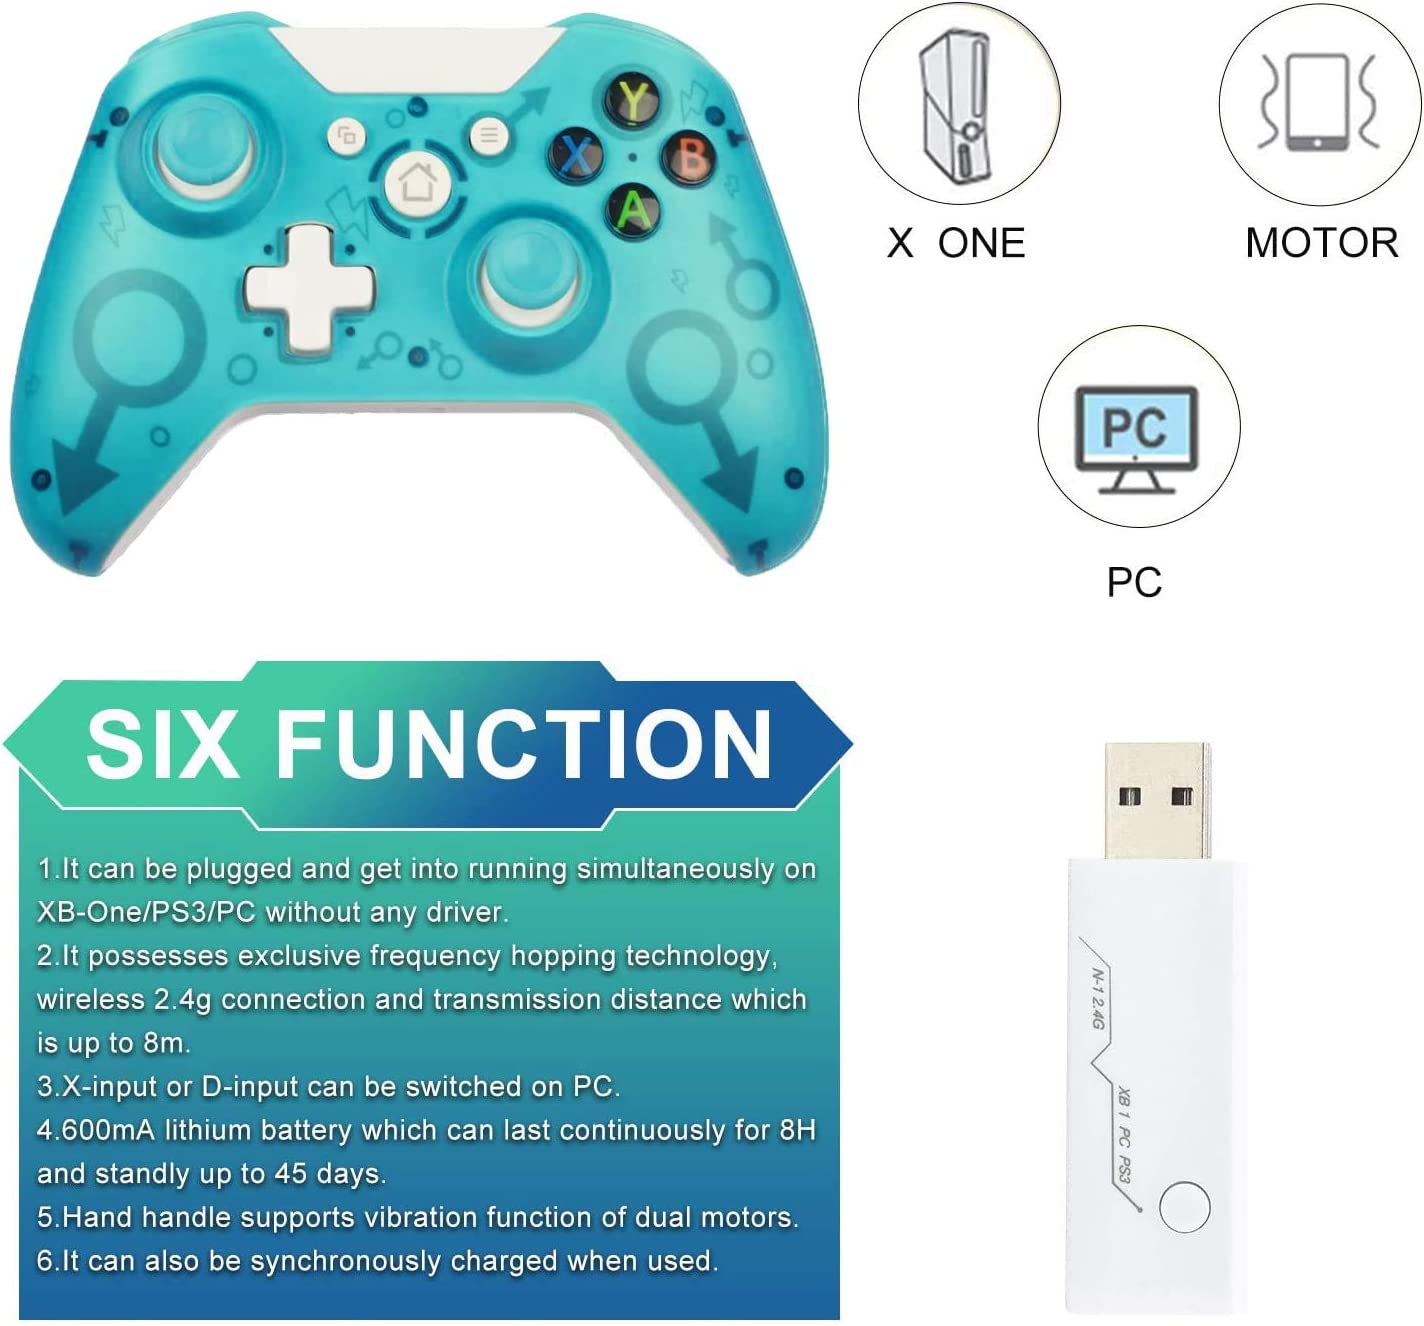 Y
X
B
A
X ONE
MOTOR
PC
PC
SIX FUNCTION
1.It can be plugged and get into running simultaneously on
XB-One/PS3/PC without any driver.
2.It possesses exclusive frequency hopping technology,
wireless 2.4g connection and transmission distance which
is up to 8m.
3.X-input or D-input can be switched on PC.
4.600mA lithium battery which can last continuously for 8H
and standly up to 45 days.
5.Hand handle supports vibration function of dual motors.
6.It can also be synchronously charged when used.
N-1 2.4G
XB 1 PC PS3